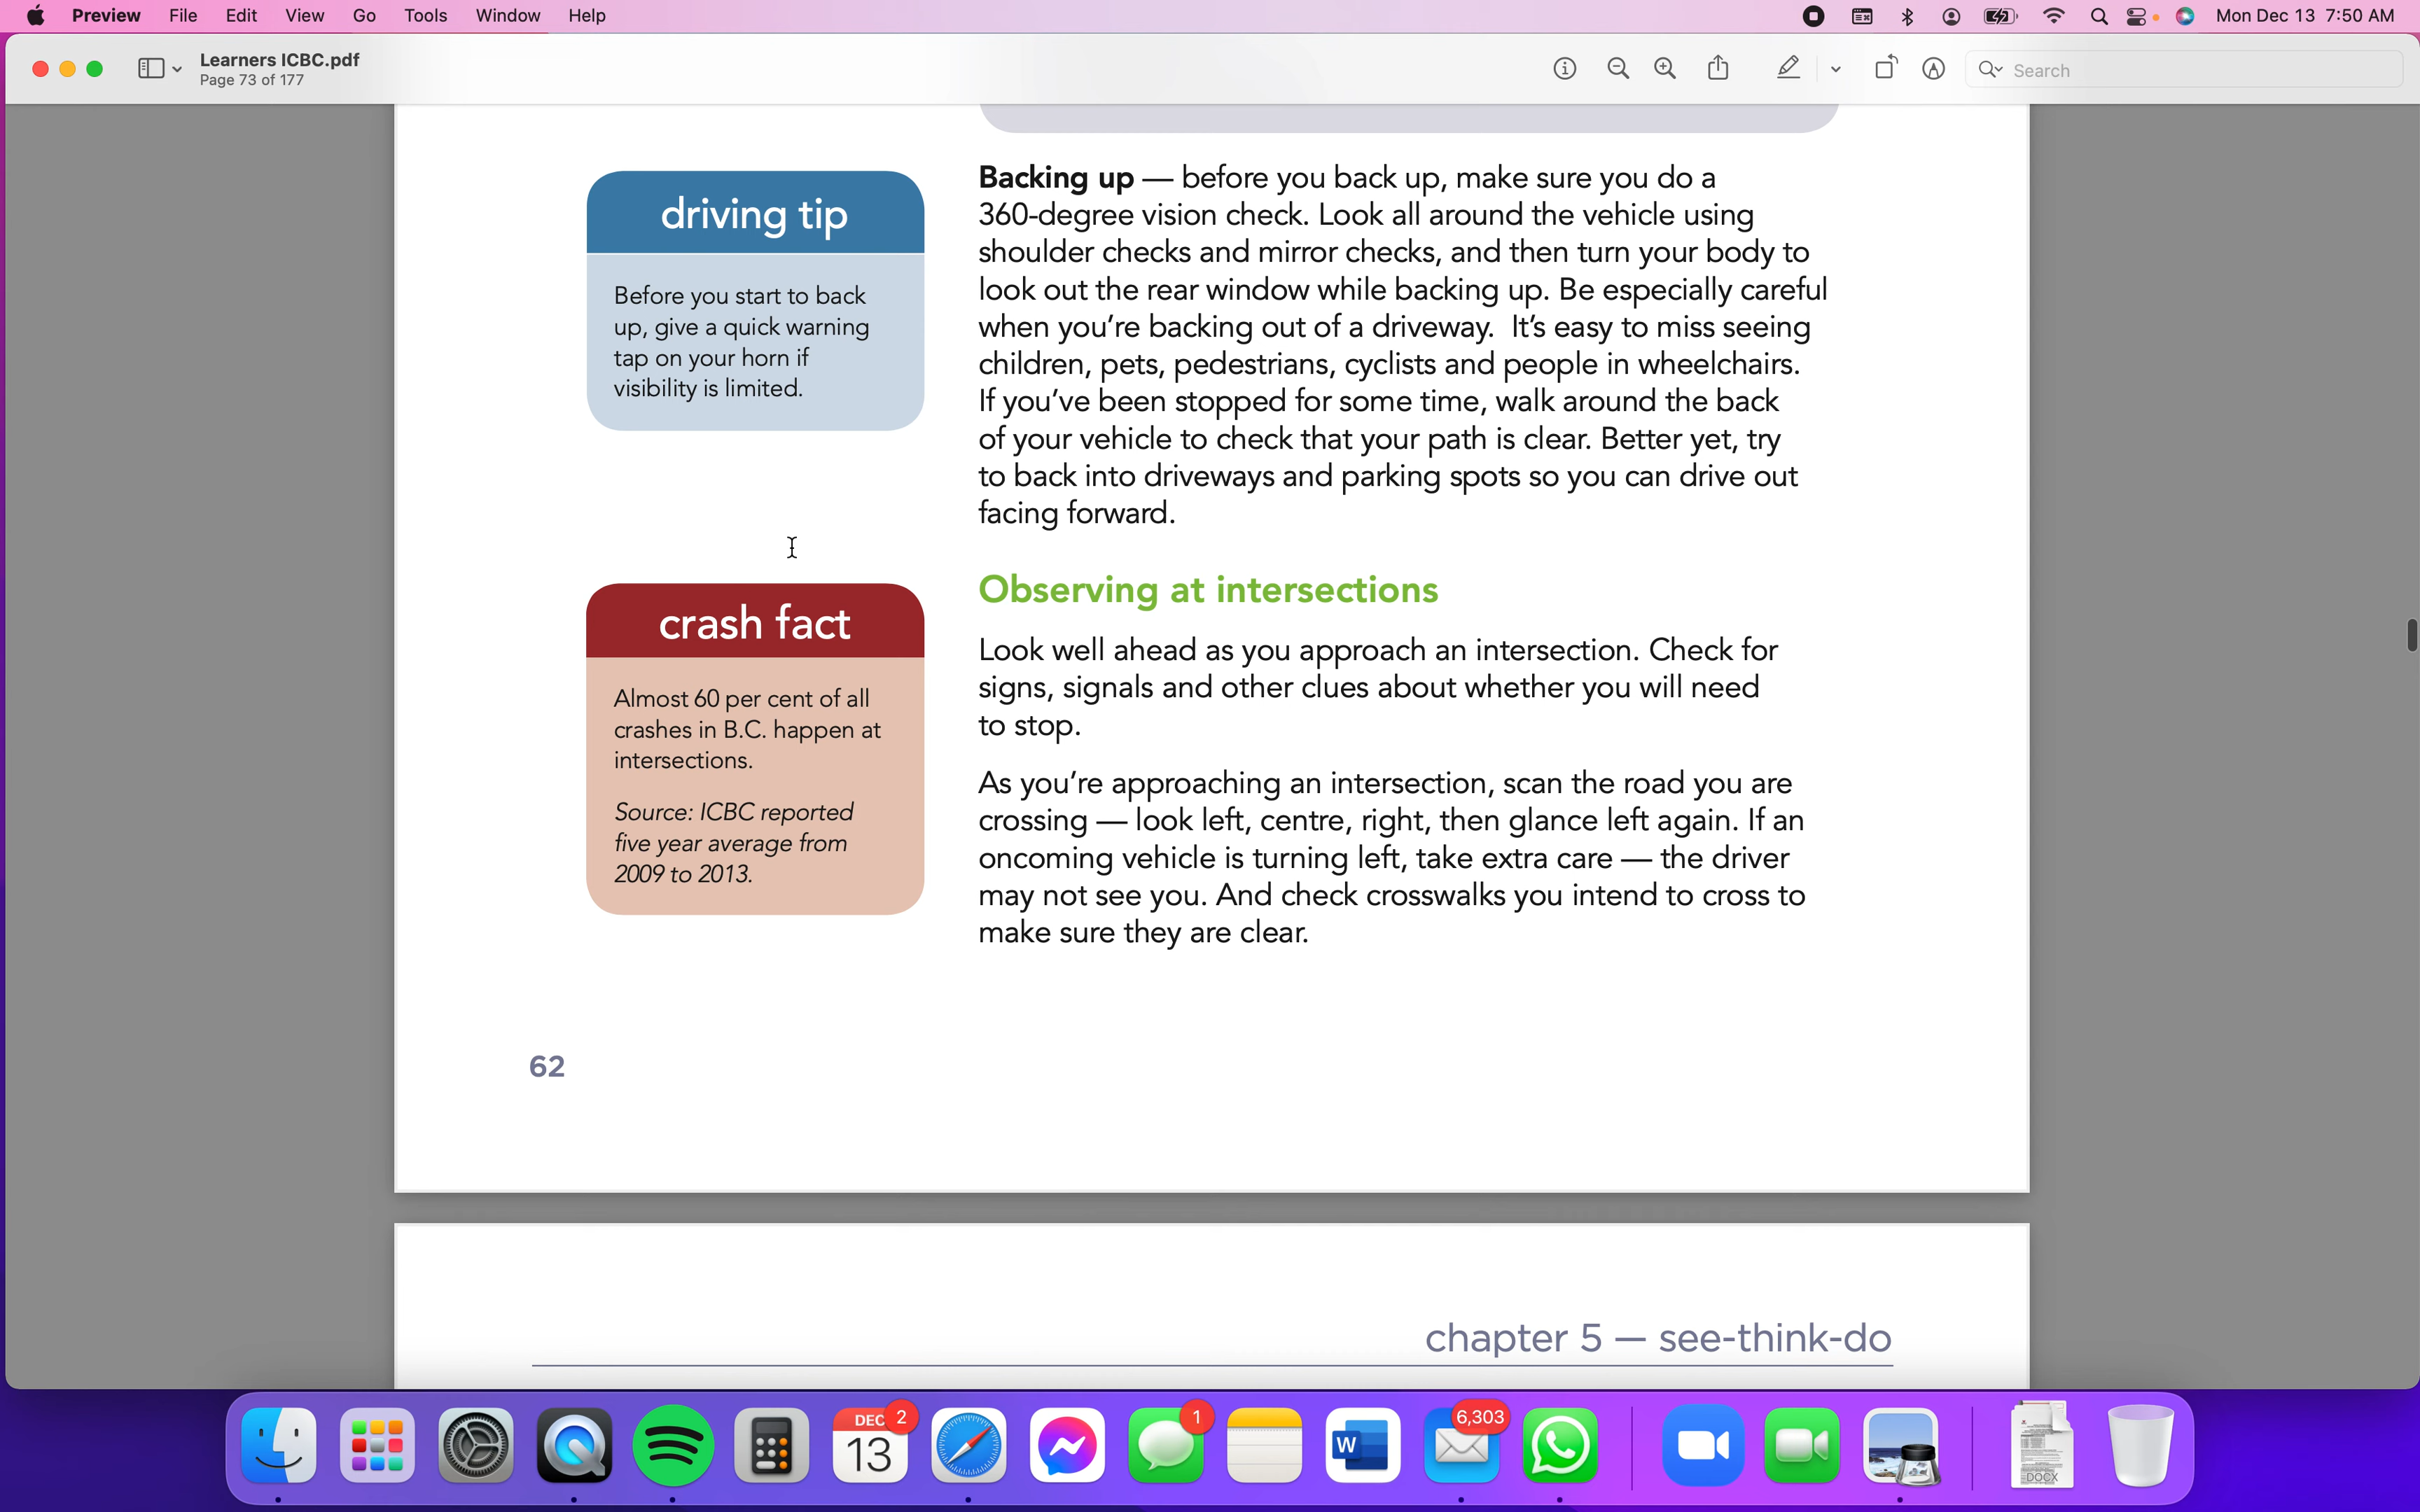 Preview File Edit View Go Tools Window Help
Mon Dec 13 7:50 AM
Learners ICBC.pdf
Page 73 of 177
Search
driving tip
Before you start to back
up, give a quick warning
tap on your horn if
visibility is limited.
Backing up — before you back up, make sure you do a
360-degree vision check. Look all around the vehicle using
shoulder checks and mirror checks, and then turn your body to
look out the rear window while backing up. Be especially careful
when you're backing out of a driveway. It's easy to miss seeing
children, pets, pedestrians, cyclists and people in wheelchairs.
If you've been stopped for some time, walk around the back
of your vehicle to check that your path is clear. Better yet, try
to back into driveways and parking spots so you can drive out
facing forward.
crash fact
Almost 60 per cent of all
crashes in B.C. happen at
intersections.
Source: ICBC reported
five year average from
2009 to 2013.
Observing at intersections
Look well ahead as you approach an intersection. Check for
signs, signals and other clues about whether you will need
to stop.
As you're approaching an intersection, scan the road you are
crossing — look left, centre, right, then glance left again. If an
oncoming vehicle is turning left, take extra care — the driver
may not see you. And check crosswalks you intend to cross to
make sure they are clear.
62
chapter 5 — see-think-do
DEC 2
13
1
W
6,303
DOCX